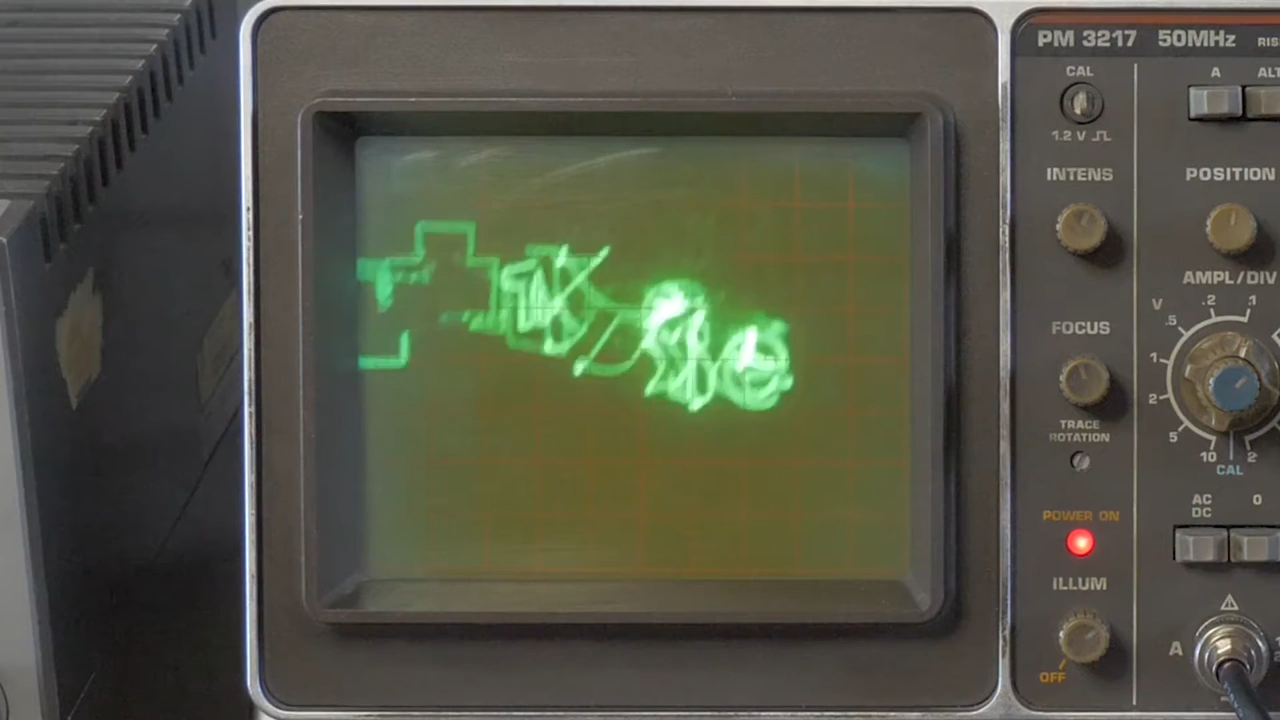 PM 3217 50MHz RIS
CAL
A ALT
1.2 V
INTENS
POSITION
AMPL/DIV
V .5 .2 .1
FOCUS
1
2
5
10 2
CAL
TRACE
ROTATION
AC
DC
0
POWER ON
ILLUM
A
OFF